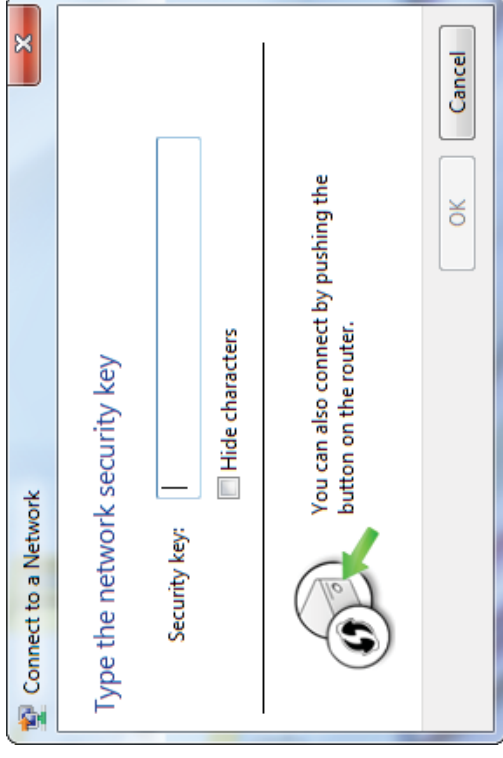 Connect to a Network
Type the network security key
Security key:
Hide characters
You can also connect by pushing the
button on the router.
OK
Cancel